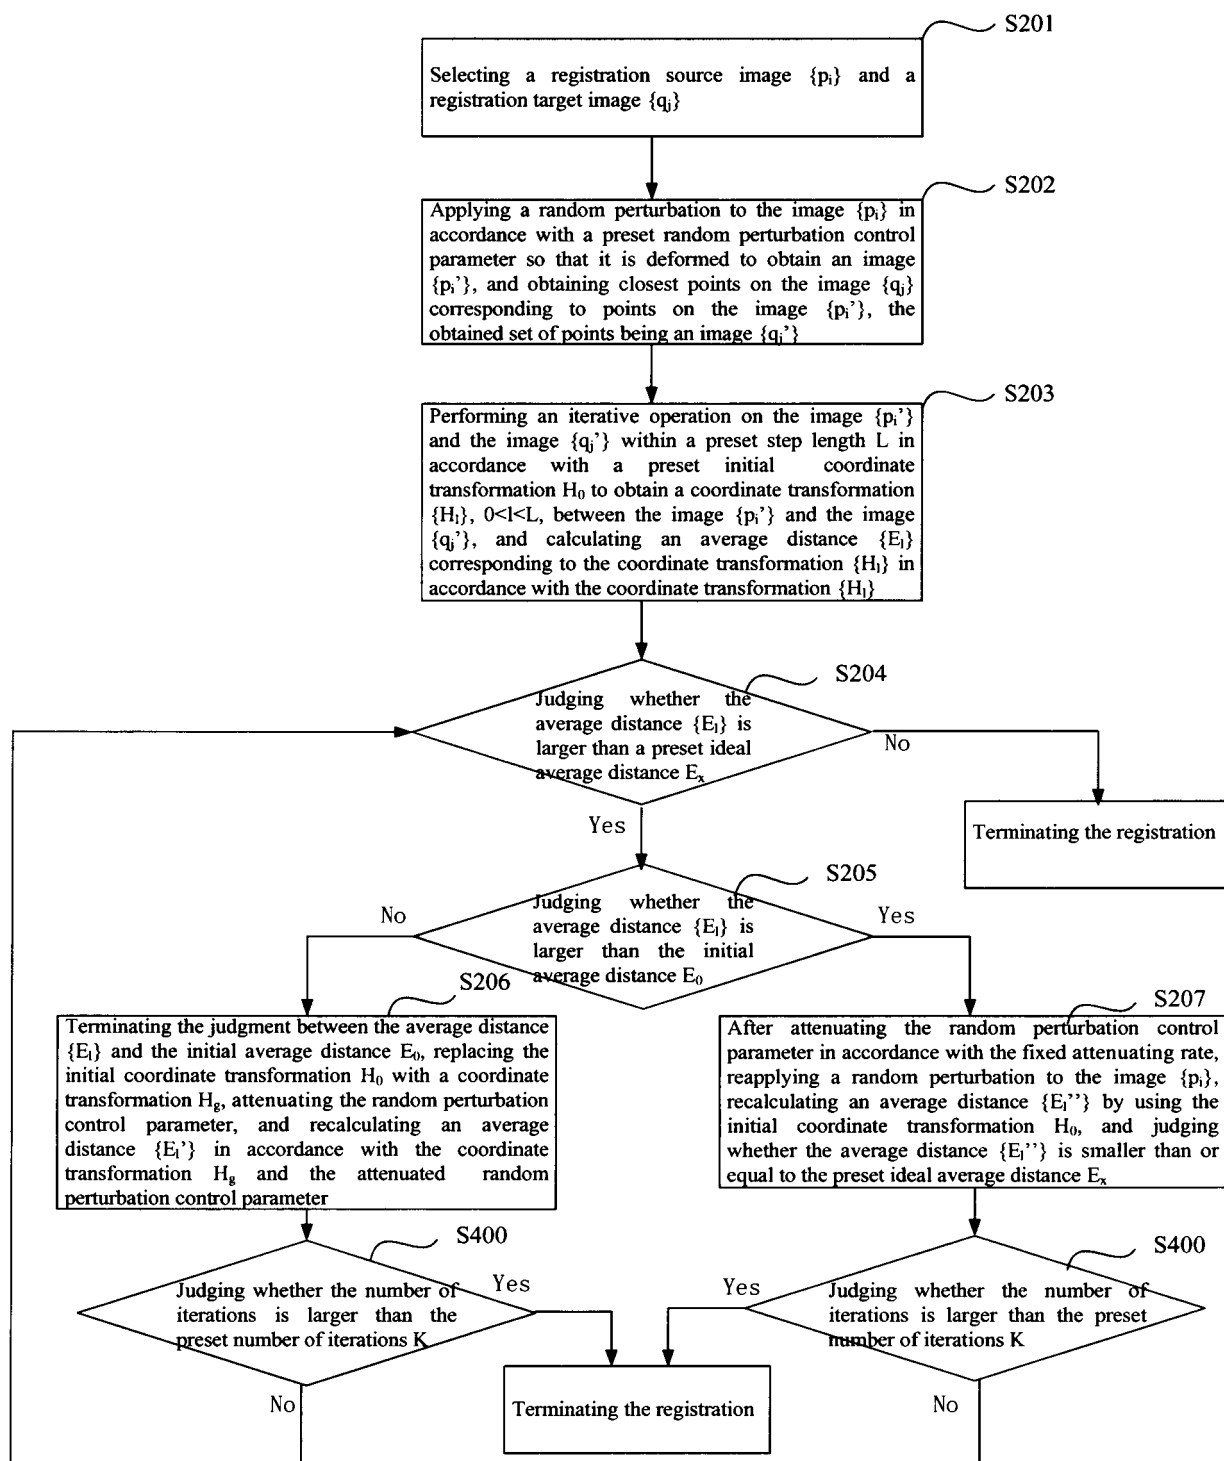 S201
Selecting a registration source image {pᵢ} and a
registration target image {qⱼ}
S202
Applying a random perturbation to the image {pᵢ} in
accordance with a preset random perturbation control
parameter so that it is deformed to obtain an image
{pᵢ’}, and obtaining closest points on the image {qⱼ}
corresponding to points on the image {pᵢ’}, the
obtained set of points being an image {qⱼ’}
S203
Performing an iterative operation on the image {pᵢ’}
and the image {qⱼ’} within a preset step length L in
accordance with a preset initial coordinate
transformation H₀ to obtain a coordinate transformation
{Hₗ}, 0<l<L, between the image {pᵢ’} and the image
{qⱼ’}, and calculating an average distance {Eₗ}
corresponding to the coordinate transformation {Hₗ} in
accordance with the coordinate transformation {Hₗ}
S204
Judging whether the
average distance {Eₗ} is
larger than a preset ideal
average distance Eₓ
No
Yes
Terminating the registration
S205
Judging whether the
average distance {Eₗ} is
larger than the initial
average distance E₀
No
Yes
S206
Terminating the judgment between the average distance
{Eₗ} and the initial average distance E₀, replacing the
initial coordinate transformation H₀ with a coordinate
transformation H_g, attenuating the random perturbation
control parameter, and recalculating an average
distance {Eₗ’} in accordance with the coordinate
transformation H_g and the attenuated random
perturbation control parameter
S207
After attenuating the random perturbation control
parameter in accordance with the fixed attenuating rate,
reapplying a random perturbation to the image {pᵢ},
recalculating an average distance {Eₗ’’} by using the
initial coordinate transformation H₀, and judging
whether the average distance {Eₗ’’} is smaller than or
equal to the preset ideal average distance Eₓ
S400
Judging whether the number of
iterations is larger than the
preset number of iterations K
Yes
No
S400
Judging whether the number of
iterations is larger than the preset
number of iterations K
Yes
No
Terminating the registration